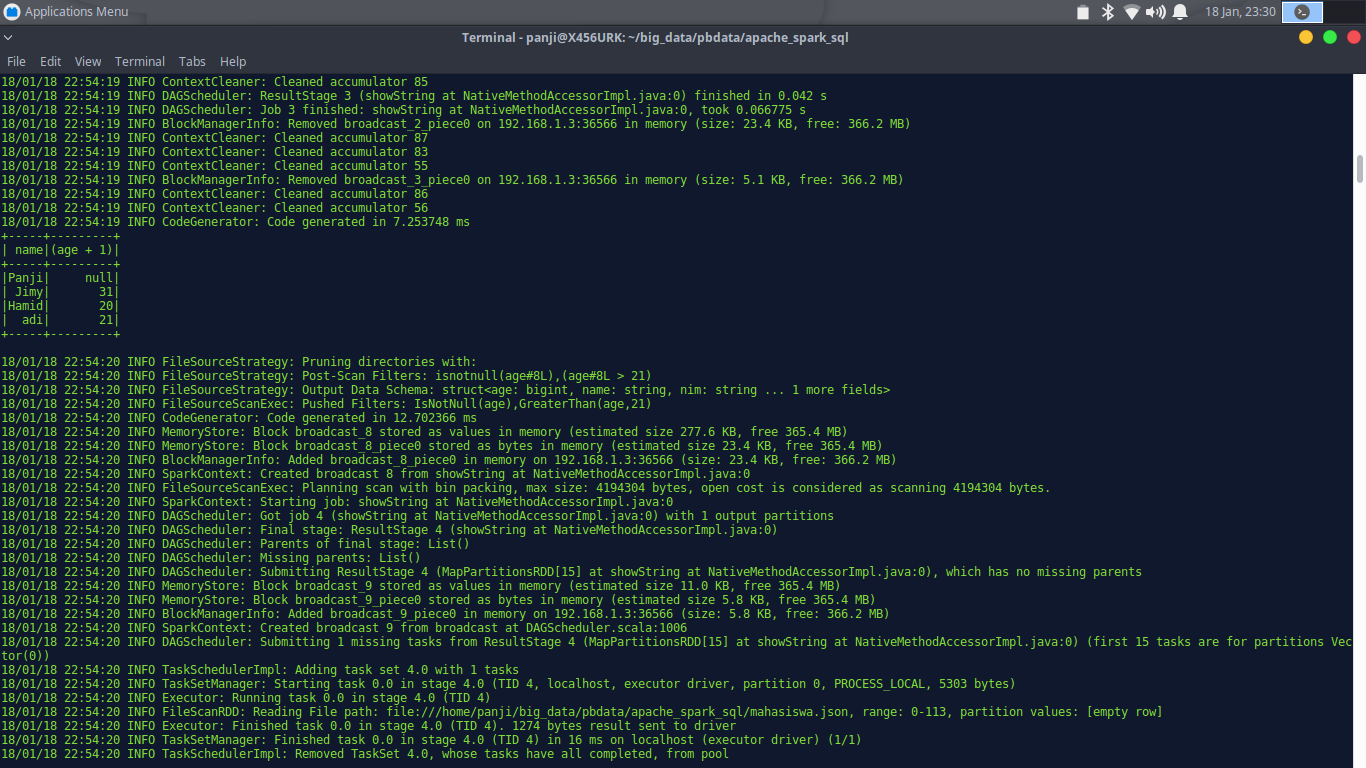 Applications Menu
18 Jan, 23:30
Terminal - panji@X456URK: ~/big_data/pbdata/apache_spark_sql
File Edit View Terminal Tabs Help
18/01/18 22:54:19 INFO ContextCleaner: Cleaned accumulator 85
18/01/18 22:54:19 INFO DAGScheduler: ResultStage 3 (showString at NativeMethodAccessorImpl.java:0) finished in 0.042 s
18/01/18 22:54:19 INFO DAGScheduler: Job 3 finished: showString at NativeMethodAccessorImpl.java:0, took 0.066775 s
18/01/18 22:54:19 INFO BlockManagerInfo: Removed broadcast_2_piece0 on 192.168.1.3:36566 in memory (size: 23.4 KB, free: 366.2 MB)
18/01/18 22:54:19 INFO ContextCleaner: Cleaned accumulator 87
18/01/18 22:54:19 INFO ContextCleaner: Cleaned accumulator 83
18/01/18 22:54:19 INFO ContextCleaner: Cleaned accumulator 55
18/01/18 22:54:19 INFO BlockManagerInfo: Removed broadcast_3_piece0 on 192.168.1.3:36566 in memory (size: 5.1 KB, free: 366.2 MB)
18/01/18 22:54:19 INFO ContextCleaner: Cleaned accumulator 86
18/01/18 22:54:19 INFO ContextCleaner: Cleaned accumulator 56
18/01/18 22:54:19 INFO CodeGenerator: Code generated in 7.253748 ms
+-----+---------+
| name|(age + 1)|
+-----+---------+
|Panji|     null|
| Jimy|       31|
|Hamid|       20|
|  adi|       21|
+-----+---------+
18/01/18 22:54:20 INFO FileSourceStrategy: Pruning directories with:
18/01/18 22:54:20 INFO FileSourceStrategy: Post-Scan Filters: isnotnull(age#8L),(age#8L > 21)
18/01/18 22:54:20 INFO FileSourceStrategy: Output Data Schema: struct<age: bigint, name: string, nim: string ... 1 more fields>
18/01/18 22:54:20 INFO FileSourceScanExec: Pushed Filters: IsNotNull(age),GreaterThan(age,21)
18/01/18 22:54:20 INFO CodeGenerator: Code generated in 12.702366 ms
18/01/18 22:54:20 INFO MemoryStore: Block broadcast_8 stored as values in memory (estimated size 277.6 KB, free 365.4 MB)
18/01/18 22:54:20 INFO MemoryStore: Block broadcast_8_piece0 stored as bytes in memory (estimated size 23.4 KB, free 365.4 MB)
18/01/18 22:54:20 INFO BlockManagerInfo: Added broadcast_8_piece0 in memory on 192.168.1.3:36566 (size: 23.4 KB, free: 366.2 MB)
18/01/18 22:54:20 INFO SparkContext: Created broadcast 8 from showString at NativeMethodAccessorImpl.java:0
18/01/18 22:54:20 INFO FileSourceScanExec: Planning scan with bin packing, max size: 4194304 bytes, open cost is considered as scanning 4194304 bytes.
18/01/18 22:54:20 INFO SparkContext: Starting job: showString at NativeMethodAccessorImpl.java:0
18/01/18 22:54:20 INFO DAGScheduler: Got job 4 (showString at NativeMethodAccessorImpl.java:0) with 1 output partitions
18/01/18 22:54:20 INFO DAGScheduler: Final stage: ResultStage 4 (showString at NativeMethodAccessorImpl.java:0)
18/01/18 22:54:20 INFO DAGScheduler: Parents of final stage: List()
18/01/18 22:54:20 INFO DAGScheduler: Missing parents: List()
18/01/18 22:54:20 INFO DAGScheduler: Submitting ResultStage 4 (MapPartitionsRDD[15] at showString at NativeMethodAccessorImpl.java:0), which has no missing parents
18/01/18 22:54:20 INFO MemoryStore: Block broadcast_9 stored as values in memory (estimated size 11.0 KB, free 365.4 MB)
18/01/18 22:54:20 INFO MemoryStore: Block broadcast_9_piece0 stored as bytes in memory (estimated size 5.8 KB, free 365.4 MB)
18/01/18 22:54:20 INFO BlockManagerInfo: Added broadcast_9_piece0 in memory on 192.168.1.3:36566 (size: 5.8 KB, free: 366.2 MB)
18/01/18 22:54:20 INFO SparkContext: Created broadcast 9 from broadcast at DAGScheduler.scala:1006
18/01/18 22:54:20 INFO DAGScheduler: Submitting 1 missing tasks from ResultStage 4 (MapPartitionsRDD[15] at showString at NativeMethodAccessorImpl.java:0) (first 15 tasks are for partitions Vec
tor(0))
18/01/18 22:54:20 INFO TaskSchedulerImpl: Adding task set 4.0 with 1 tasks
18/01/18 22:54:20 INFO TaskSetManager: Starting task 0.0 in stage 4.0 (TID 4, localhost, executor driver, partition 0, PROCESS_LOCAL, 5303 bytes)
18/01/18 22:54:20 INFO Executor: Running task 0.0 in stage 4.0 (TID 4)
18/01/18 22:54:20 INFO FileScanRDD: Reading File path: file:///home/panji/big_data/pbdata/apache_spark_sql/mahasiswa.json, range: 0-113, partition values: [empty row]
18/01/18 22:54:20 INFO Executor: Finished task 0.0 in stage 4.0 (TID 4). 1274 bytes result sent to driver
18/01/18 22:54:20 INFO TaskSetManager: Finished task 0.0 in stage 4.0 (TID 4) in 16 ms on localhost (executor driver) (1/1)
18/01/18 22:54:20 INFO TaskSchedulerImpl: Removed TaskSet 4.0, whose tasks have all completed, from pool